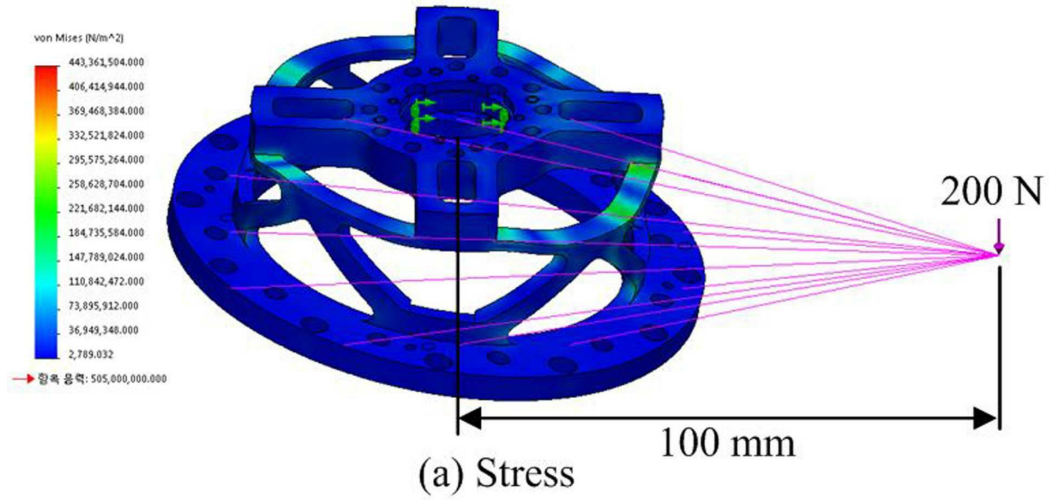 von Mises (N/m^2)
443,361,504.000
406,414,944.000
369,468,384.000
332,521,824.000
295,575,264.000
258,628,704.000
221,682,144.000
184,735,584.000
147,789,024.000
110,842,472.000
73,895,912.000
36,949,348.000
2,789.032
항복 응력: 505,000,000.000
200 N
100 mm
(a) Stress